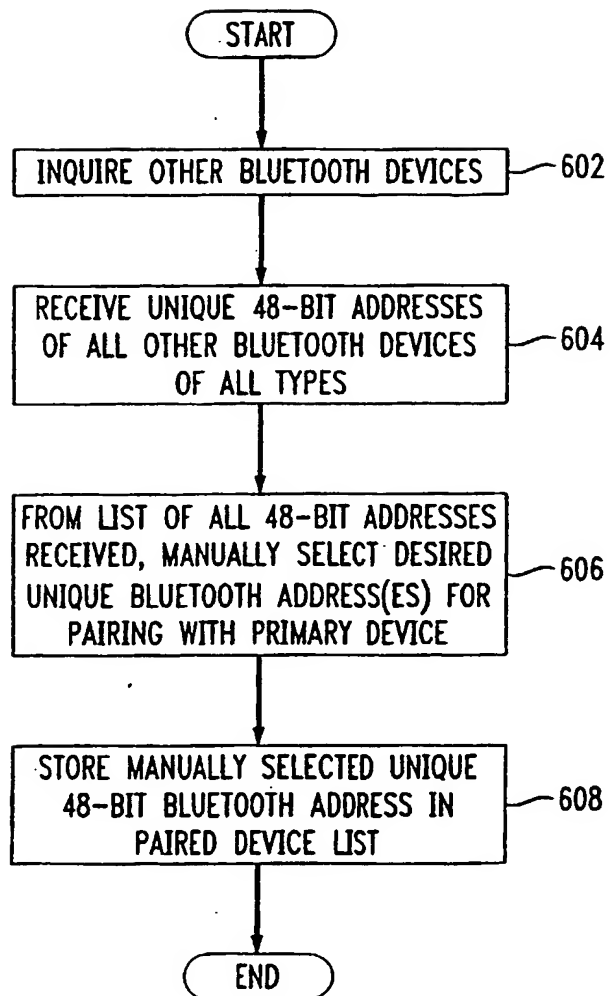 START
INQUIRE OTHER BLUETOOTH DEVICES
602
RECEIVE UNIQUE 48-BIT ADDRESSES
OF ALL OTHER BLUETOOTH DEVICES
OF ALL TYPES
604
FROM LIST OF ALL 48-BIT ADDRESSES
RECEIVED, MANUALLY SELECT DESIRED
UNIQUE BLUETOOTH ADDRESS(ES) FOR
PAIRING WITH PRIMARY DEVICE
606
STORE MANUALLY SELECTED UNIQUE
48-BIT BLUETOOTH ADDRESS IN
PAIRED DEVICE LIST
608
END